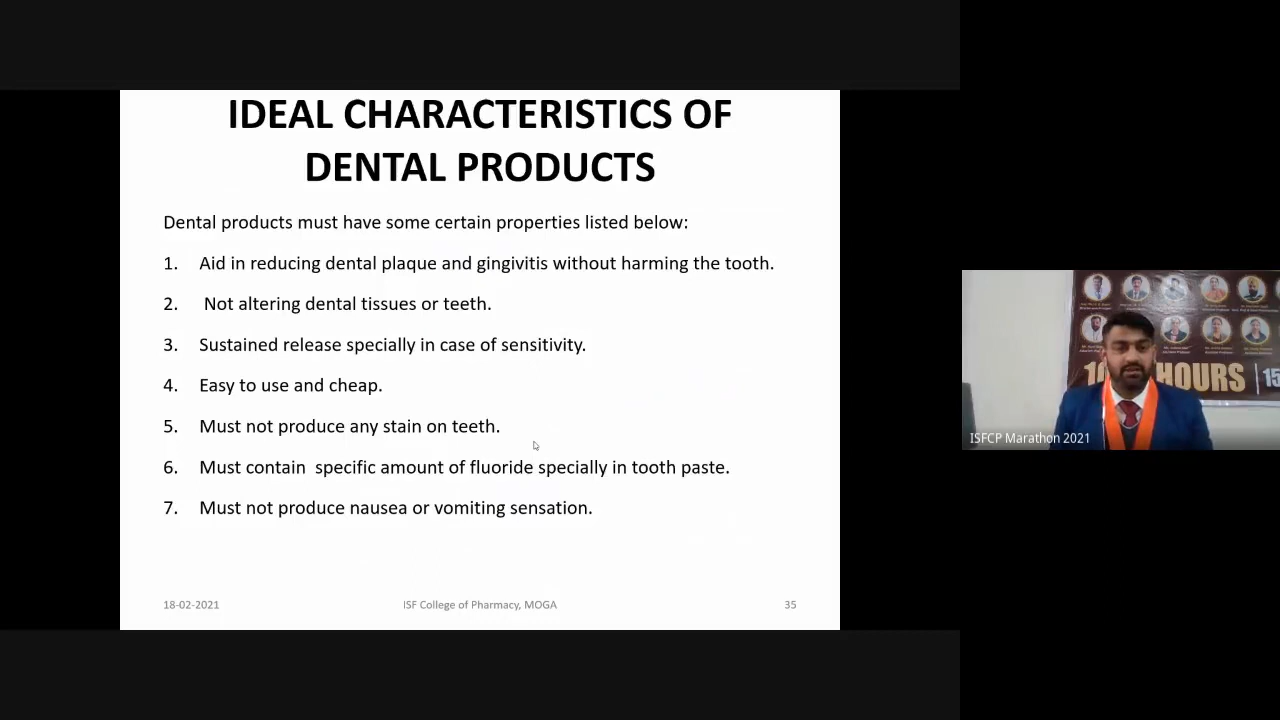 IDEAL CHARACTERISTICS OF
DENTAL PRODUCTS
Dental products must have some certain properties listed below:
1. Aid in reducing dental plaque and gingivitis without harming the tooth.
2. Not altering dental tissues or teeth.
3. Sustained release specially in case of sensitivity.
4. Easy to use and cheap.
5. Must not produce any stain on teeth.
6. Must contain specific amount of fluoride specially in tooth paste.
7. Must not produce nausea or vomiting sensation.
18-02-2021 ISF College of Pharmacy, MOGA 35
HOURS 15
ISFCP Marathon 2021